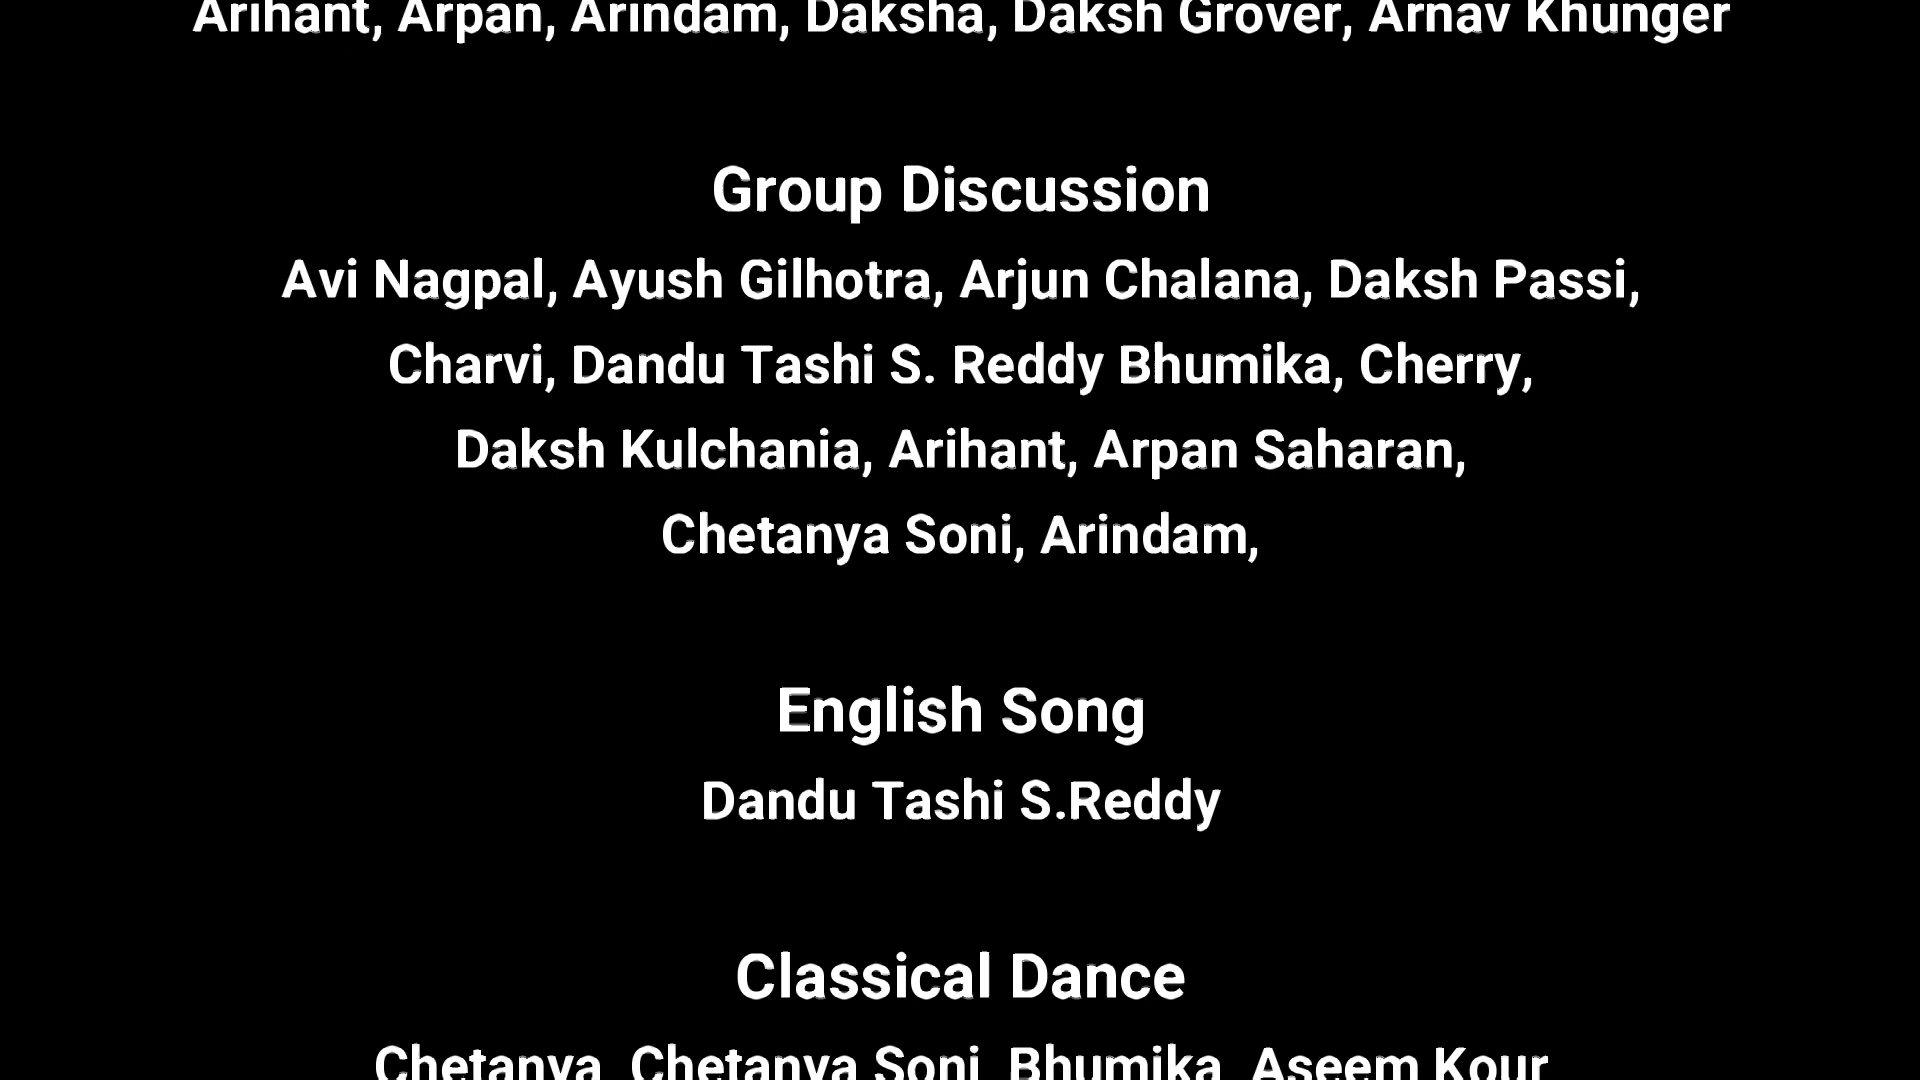 Arihant, Arpan, Arindam, Daksha, Daksh Grover, Arnav Khunger
Group Discussion
Avi Nagpal, Ayush Gilhotra, Arjun Chalana, Daksh Passi,
Charvi, Dandu Tashi S. Reddy Bhumika, Cherry,
Daksh Kulchania, Arihant, Arpan Saharan,
Chetanya Soni, Arindam,
English Song
Dandu Tashi S.Reddy
Classical Dance
Chetanya, Chetanya Soni, Bhumika, Aseem Kour